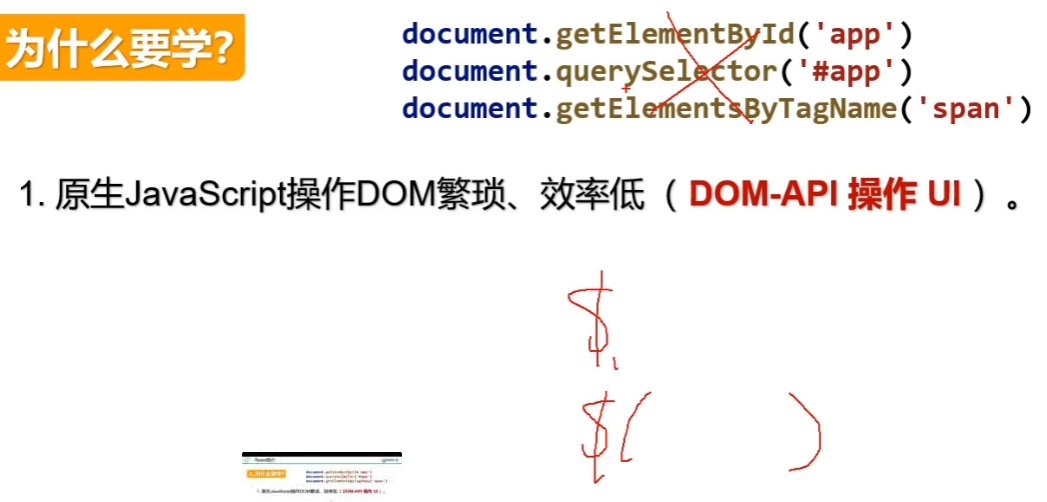 为什么要学?
document.getElementById('app')
document.querySelector('#app')
document.getElementsByTagName('span')
1. 原生JavaScript操作DOM繁琐、效率低（DOM-API 操作 UI）。
$.
$( )